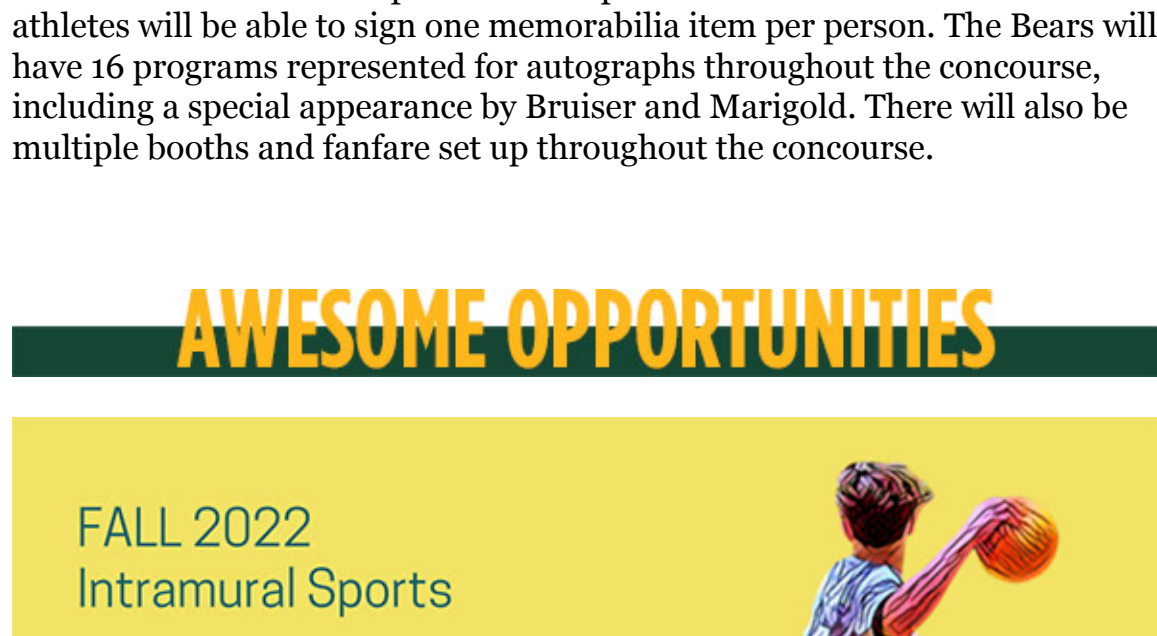 athletes will be able to sign one memorabilia item per person. The Bears will
have 16 programs represented for autographs throughout the concourse,
including a special appearance by Bruiser and Marigold. There will also be
multiple booths and fanfare set up throughout the concourse.
AWESOME OPPORTUNITIES
FALL 2022
Intramural Sports